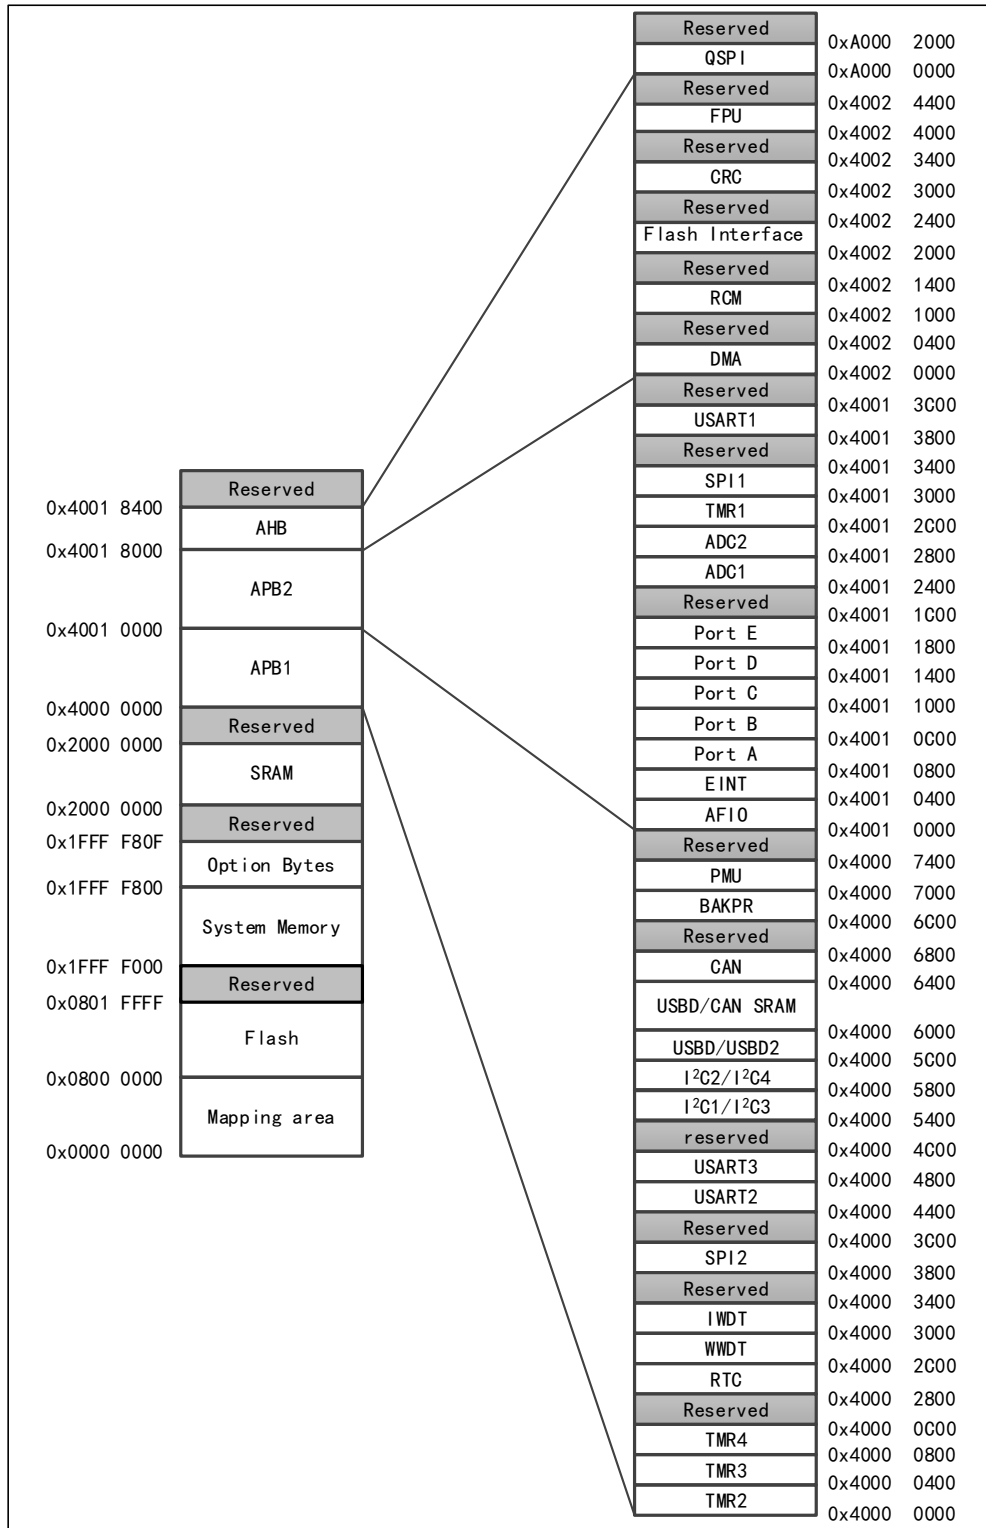 Reserved
0xA000 2000
QSPI
0xA000 0000
Reserved
0x4002 4400
FPU
0x4002 4000
Reserved
0x4002 3400
CRC
0x4002 3000
Reserved
0x4002 2400
Flash Interface
0x4002 2000
Reserved
0x4002 1400
RCM
0x4002 1000
Reserved
0x4002 0400
DMA
0x4002 0000
Reserved
0x4001 3C00
USART1
0x4001 3800
Reserved
0x4001 3400
SPI1
0x4001 3000
TMR1
0x4001 2C00
ADC2
0x4001 2800
ADC1
0x4001 2400
Reserved
0x4001 1C00
Port E
0x4001 1800
Port D
0x4001 1400
Port C
0x4001 1000
Port B
0x4001 0C00
Port A
0x4001 0800
EINT
0x4001 0400
AFIO
0x4001 0000
Reserved
0x4000 7400
PMU
0x4000 7000
BAKPR
0x4000 6C00
Reserved
0x4000 6800
CAN
0x4000 6400
USBD/CAN SRAM
0x4000 6000
USBD/USBD2
0x4000 5C00
I²C2/I²C4
0x4000 5800
I²C1/I²C3
0x4000 5400
reserved
0x4000 4C00
USART3
0x4000 4800
USART2
0x4000 4400
Reserved
0x4000 3C00
SPI2
0x4000 3800
Reserved
0x4000 3400
IWDT
0x4000 3000
WWDT
0x4000 2C00
RTC
0x4000 2800
Reserved
0x4000 0C00
TMR4
0x4000 0800
TMR3
0x4000 0400
TMR2
0x4000 0000
Reserved
0x4001 8400
AHB
0x4001 8000
APB2
0x4001 0000
APB1
0x4000 0000
Reserved
0x2000 0000
SRAM
0x2000 0000
Reserved
0x1FFF F80F
Option Bytes
0x1FFF F800
System Memory
0x1FFF F000
Reserved
0x0801 FFFF
Flash
0x0800 0000
Mapping area
0x0000 0000